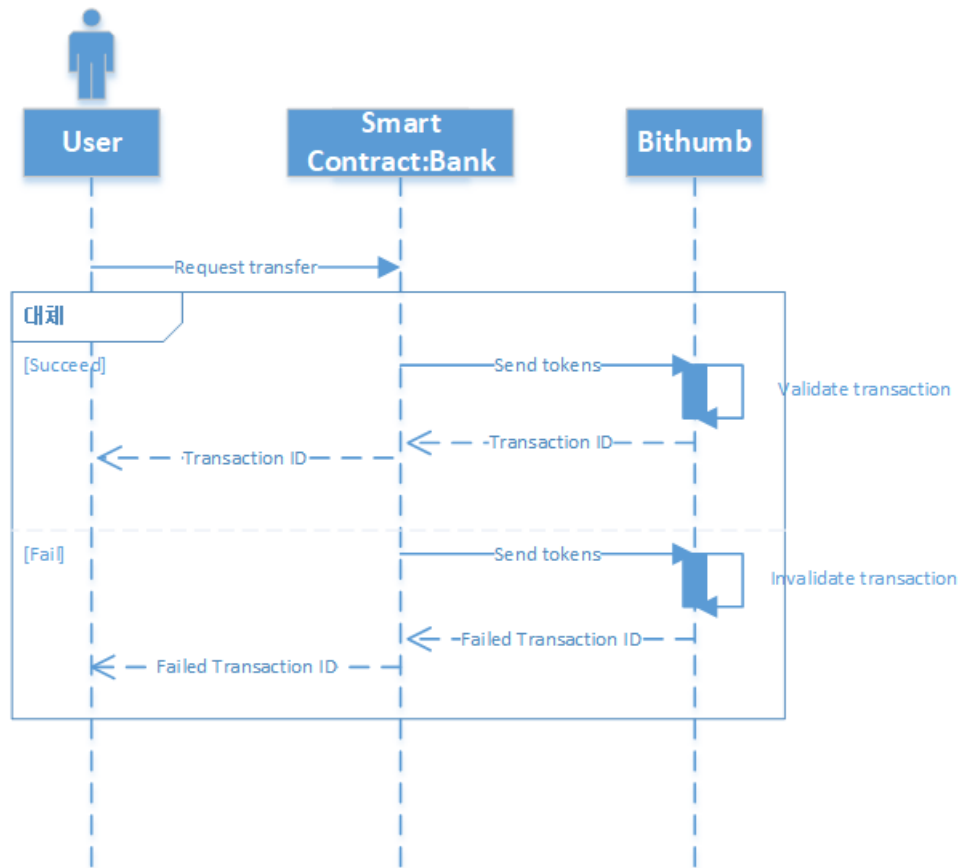 User
Smart
Contract:Bank
Bithumb
Request transfer
대체
[Succeed]
Send tokens
Validate transaction
Transaction ID
Transaction ID
[Fail]
Send tokens
Invalidate transaction
Failed Transaction ID
Failed Transaction ID